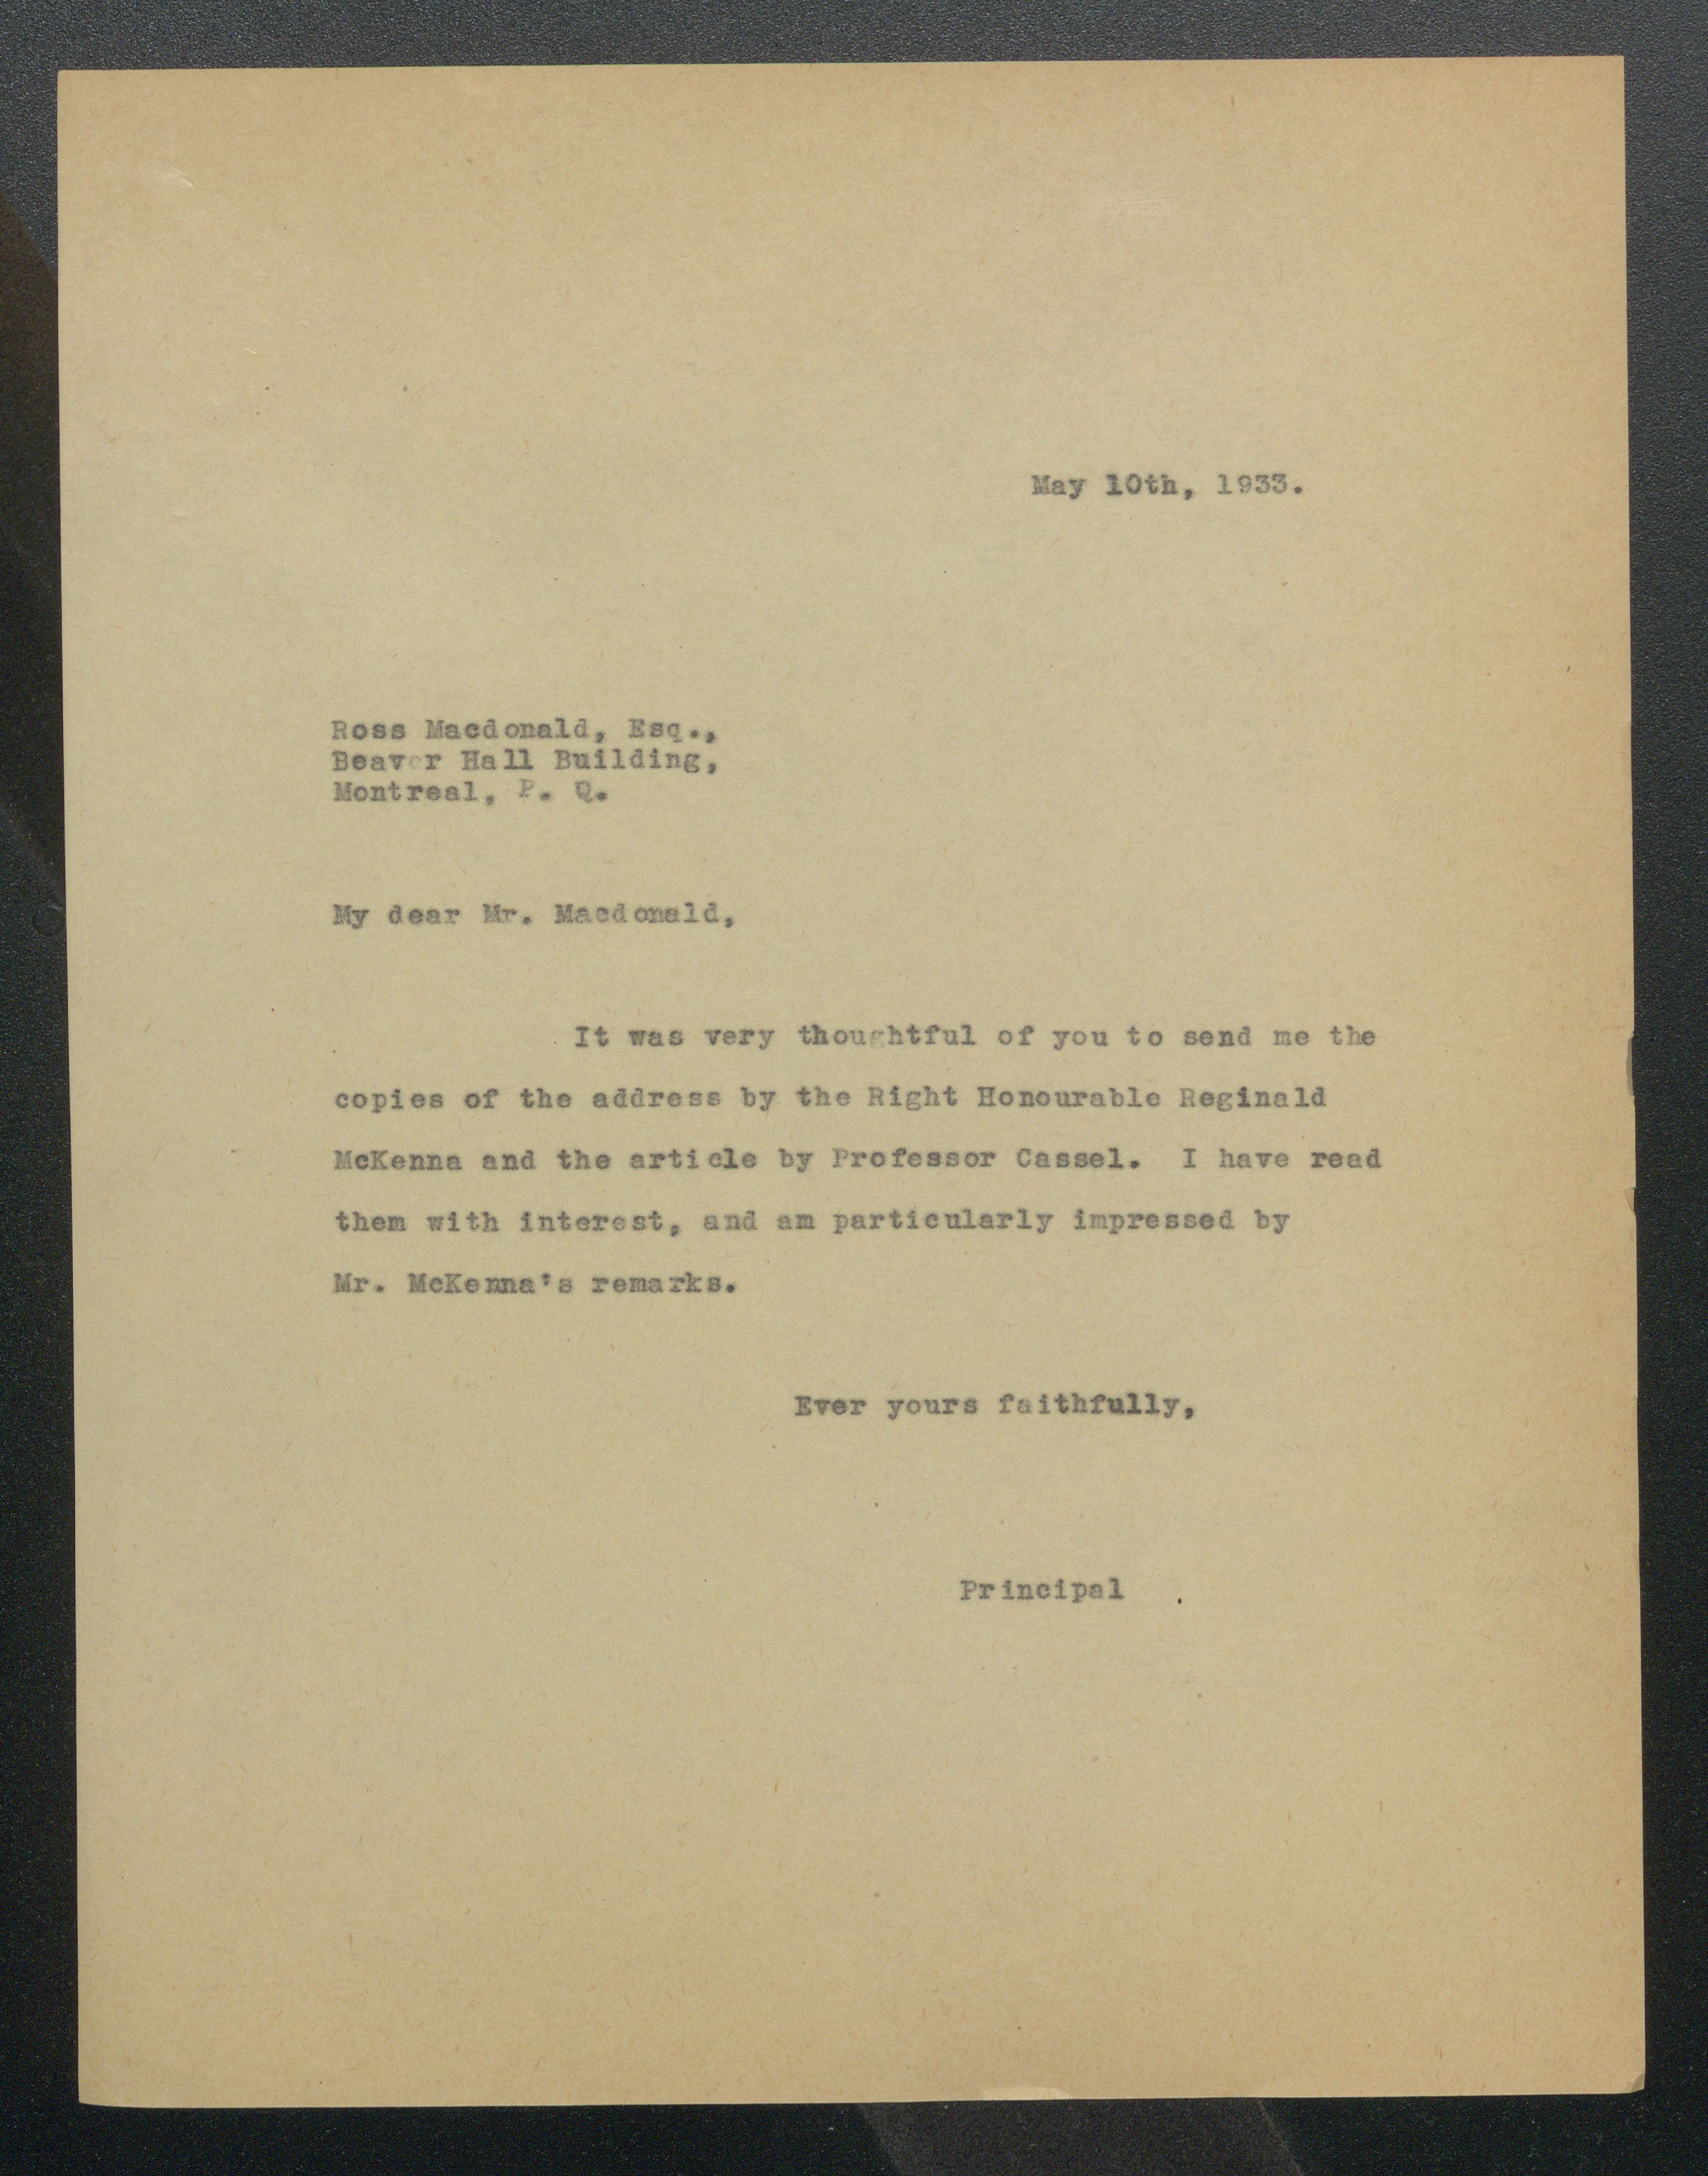 May 10th, 1933.
Ross Macdonald, Esq.,
Beaver Hall Building,
Montreal, P. Q.
My dear Mr. Macdonald,
It was very thoughtful of you to send me the
copies of the address by the Right Honourable Reginald
McKenna and the article by Professor Cassel. I have read
them with interest, and am particularly impressed by
Mr. McKenna's remarks.
Ever yours faithfully,
Principal